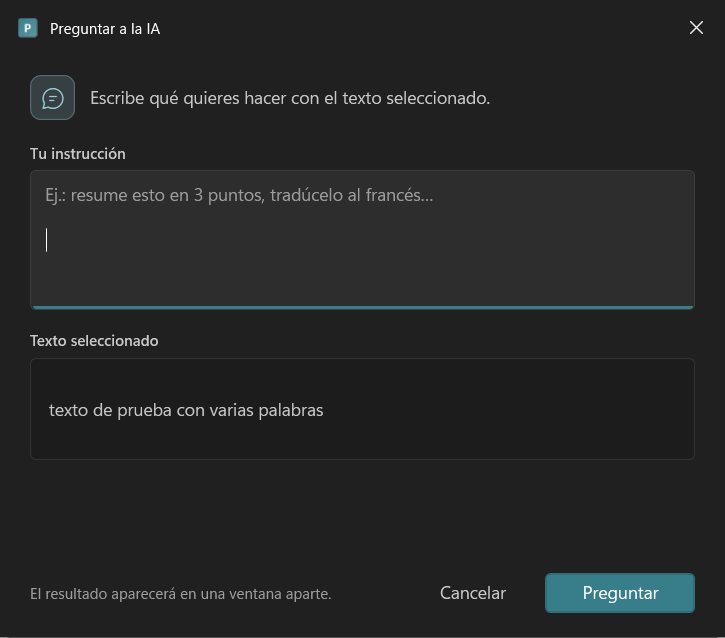 P Preguntar a la IA
Escribe qué quieres hacer con el texto seleccionado.
Tu instrucción
Ej.: resume esto en 3 puntos, tradúcelo al francés...
Texto seleccionado
texto de prueba con varias palabras
El resultado aparecerá en una ventana aparte. Cancelar Preguntar